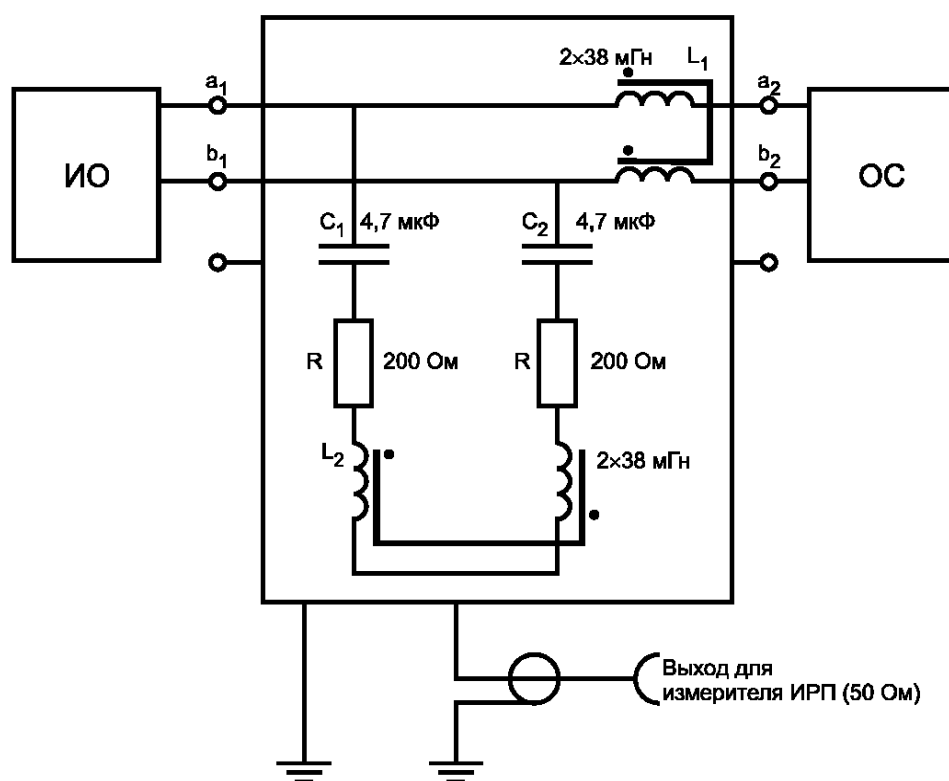 2×38 мГн L1
a1 a2
b1 b2
ИО ОС
C1 4,7 мкФ C2 4,7 мкФ
R 200 Ом R 200 Ом
L2 2×38 мГн
Выход для
измерителя ИРП (50 Ом)